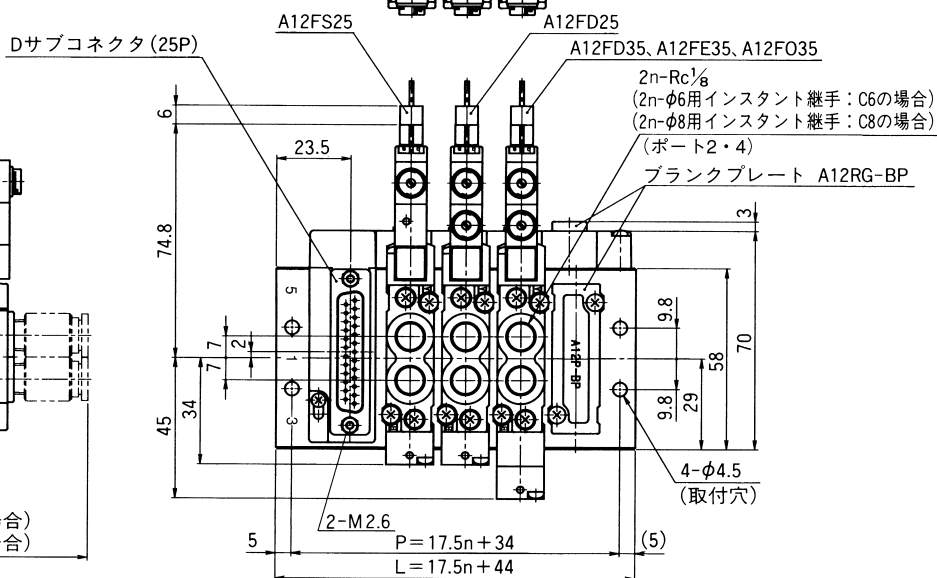 A12FS25
A12FD25
Dサブコネクタ(25P)
A12FD35、A12FE35、A12FO35
2n-Rc1/8
(2n-φ6用インスタント継手：C6の場合)
(2n-φ8用インスタント継手：C8の場合)
(ポート2・4)
ブランクプレート A12RG-BP
6
23.5
3
74.8
5
9.8
7
2
1
A12P-BP
58
70
7
34
45
3
9.8
29
4-φ4.5
(取付穴)
合)
合)
2-M2.6
5
P=17.5n+34
(5)
L=17.5n+44